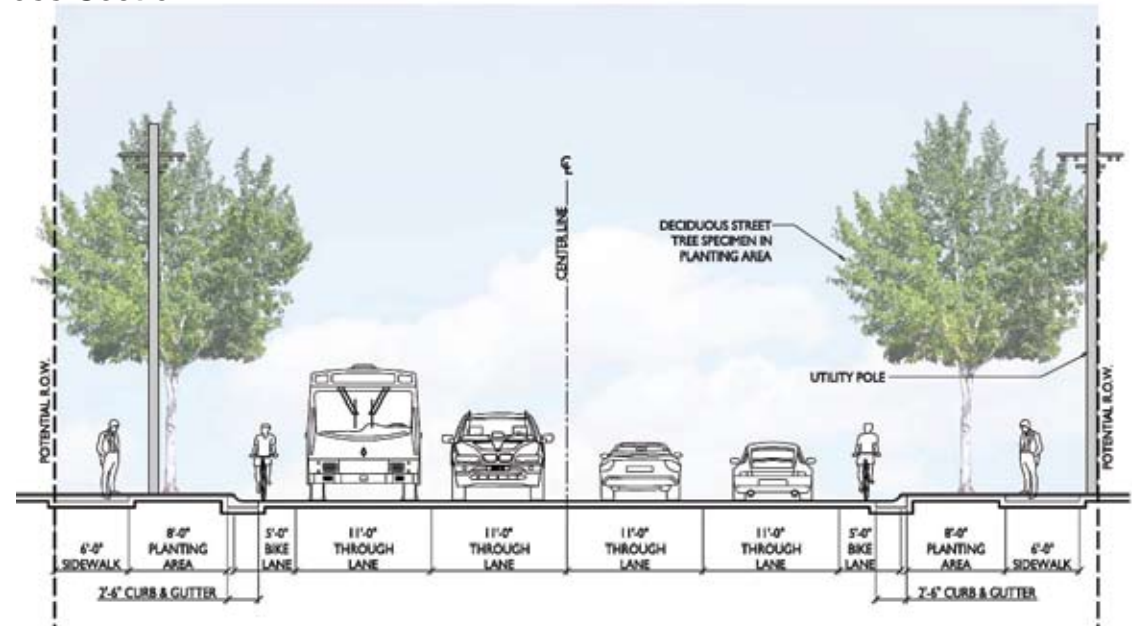 ℄
CENTER LINE
DECIDUOUS STREET
TREE SPECIMEN IN
PLANTING AREA
UTILITY POLE
POTENTIAL R.O.W.
POTENTIAL R.O.W.
6'-0"
SIDEWALK
8'-0"
PLANTING
AREA
5'-0"
BIKE
LANE
11'-0"
THROUGH
LANE
11'-0"
THROUGH
LANE
11'-0"
THROUGH
LANE
11'-0"
THROUGH
LANE
5'-0"
BIKE
LANE
8'-0"
PLANTING
AREA
6'-0"
SIDEWALK
2'-6" CURB & GUTTER
2'-6" CURB & GUTTER